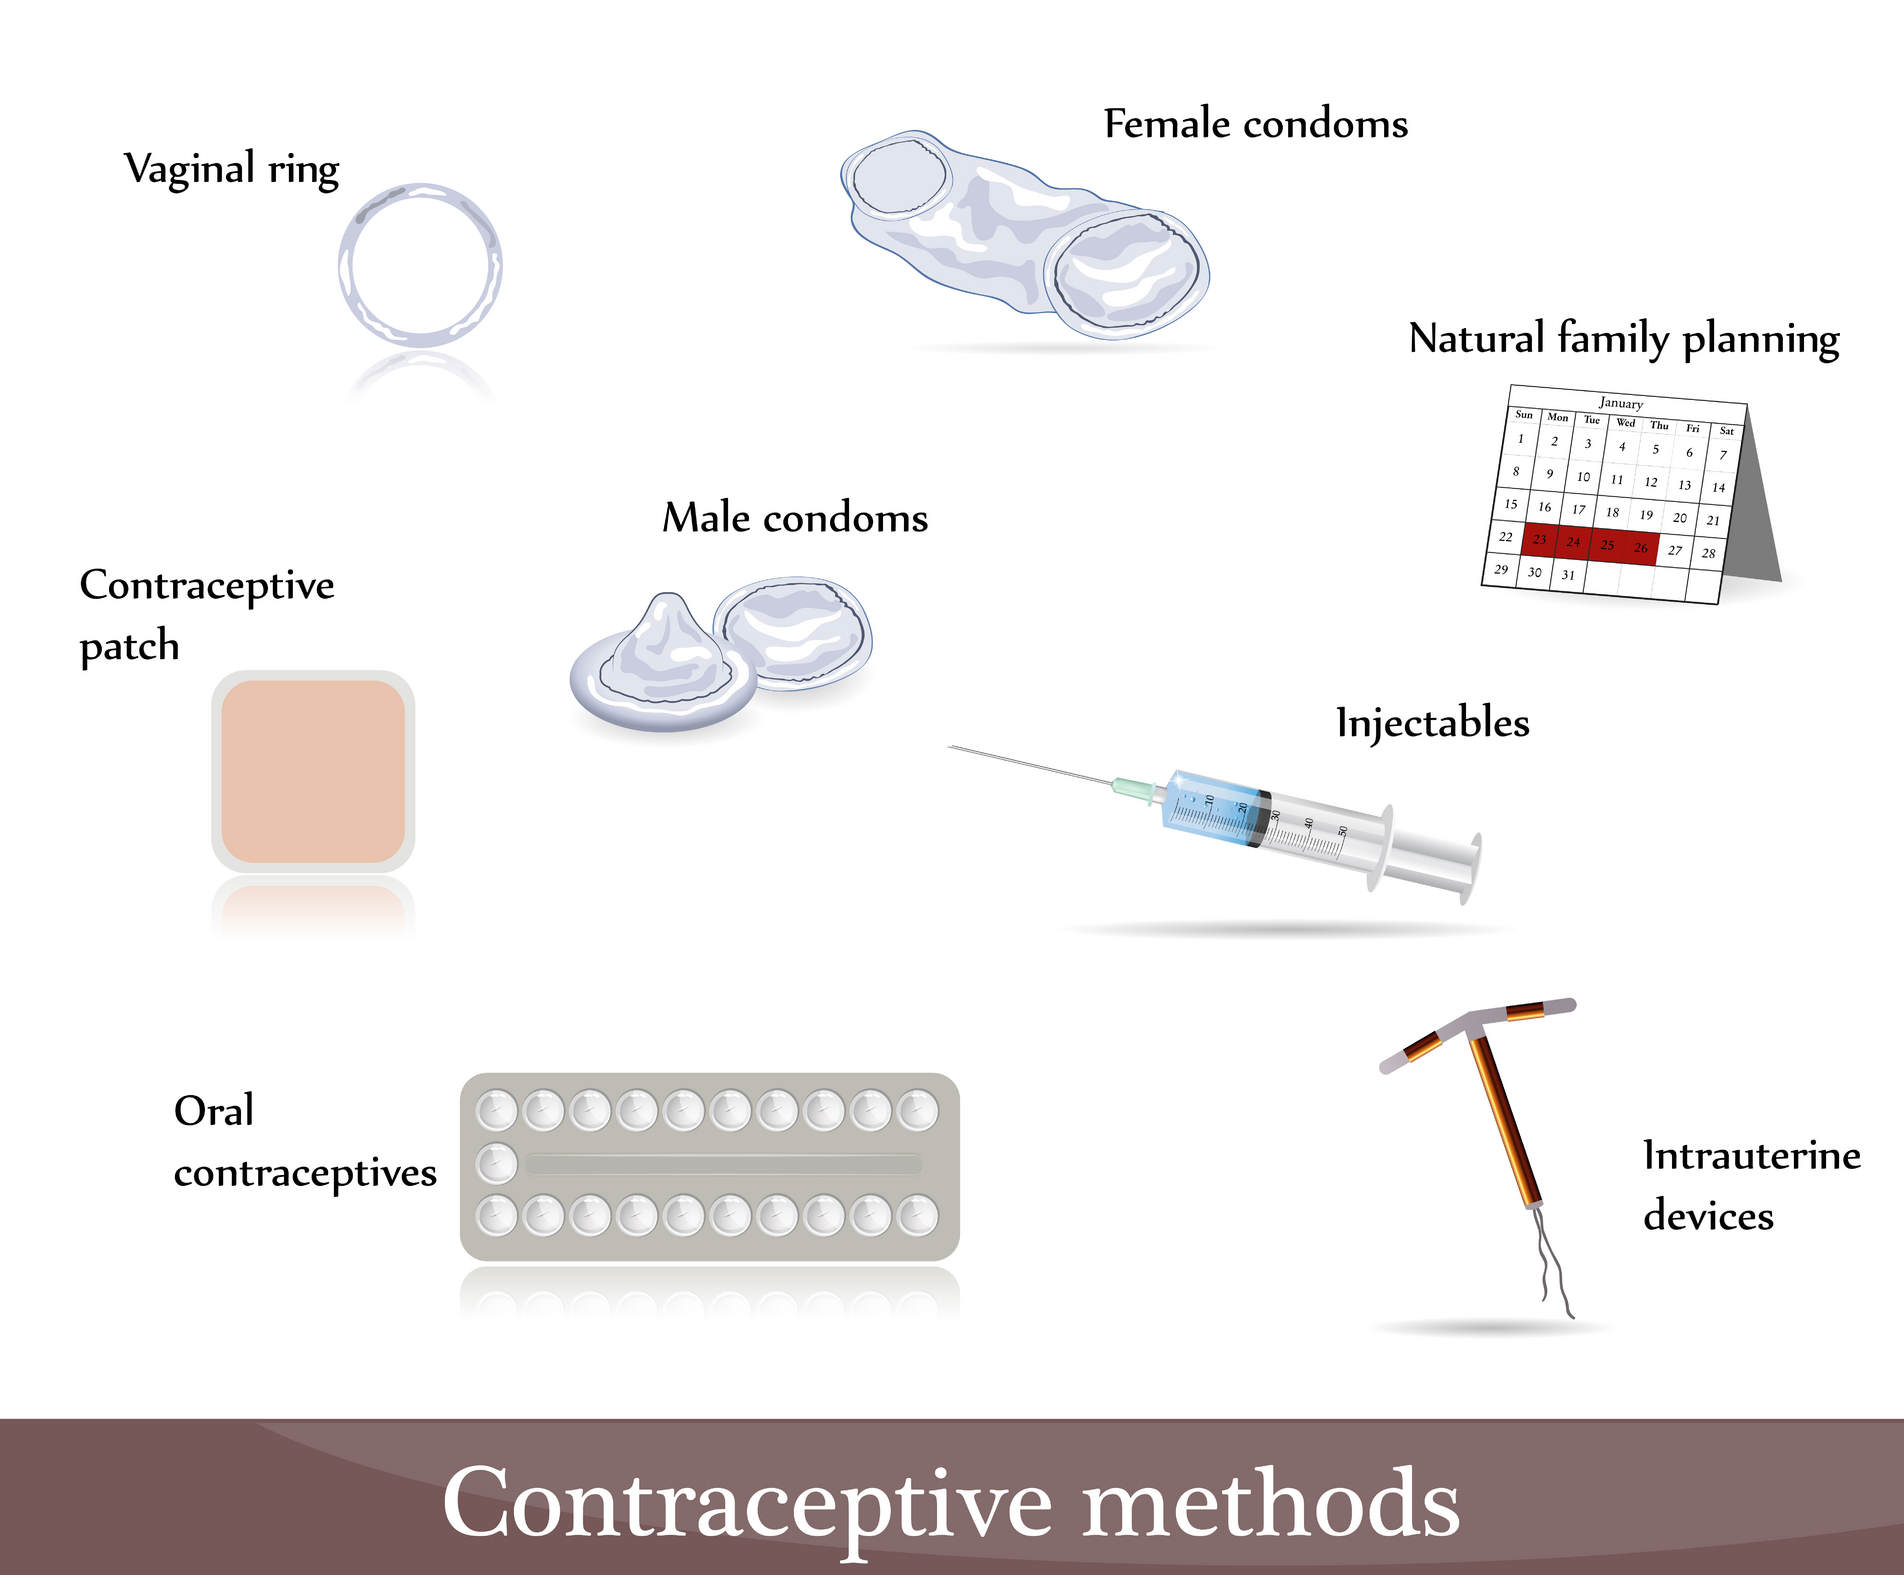 Female condoms
Vaginal ring
Natural family planning
January
Sun Mon Tue Wed Thu Fri Sat
1 2 3 4 5 6 7
8 9 10 11 12 13 14
15 16 17 18 19 20 21
22 23 24 25 26 27 28
29 30 31
Male condoms
Contraceptive
patch
Injectables
10 20 30 40 50
Oral
contraceptives
Intrauterine
devices
Contraceptive methods